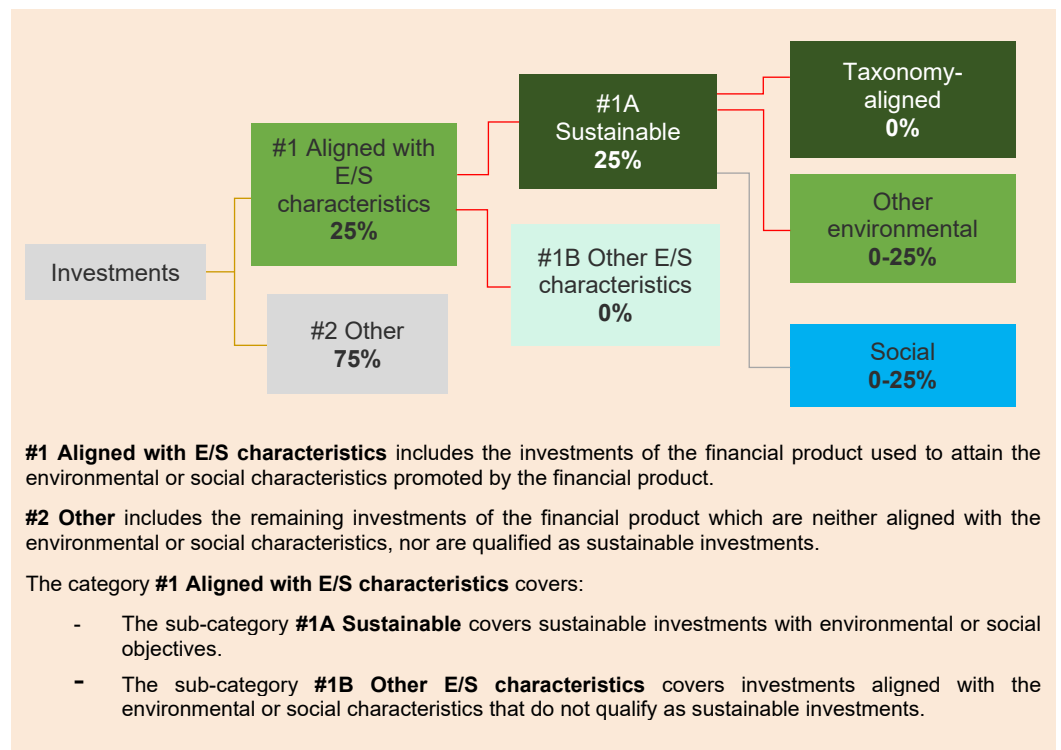 Investments
#1 Aligned with
E/S
characteristics
25%
#2 Other
75%
#1A
Sustainable
25%
#1B Other E/S
characteristics
0%
Taxonomy-
aligned
0%
Other
environmental
0-25%
Social
0-25%
#1 Aligned with E/S characteristics includes the investments of the financial product used to attain the
environmental or social characteristics promoted by the financial product.
#2 Other includes the remaining investments of the financial product which are neither aligned with the
environmental or social characteristics, nor are qualified as sustainable investments.
The category #1 Aligned with E/S characteristics covers:
- The sub-category #1A Sustainable covers sustainable investments with environmental or social
objectives.
- The sub-category #1B Other E/S characteristics covers investments aligned with the
environmental or social characteristics that do not qualify as sustainable investments.